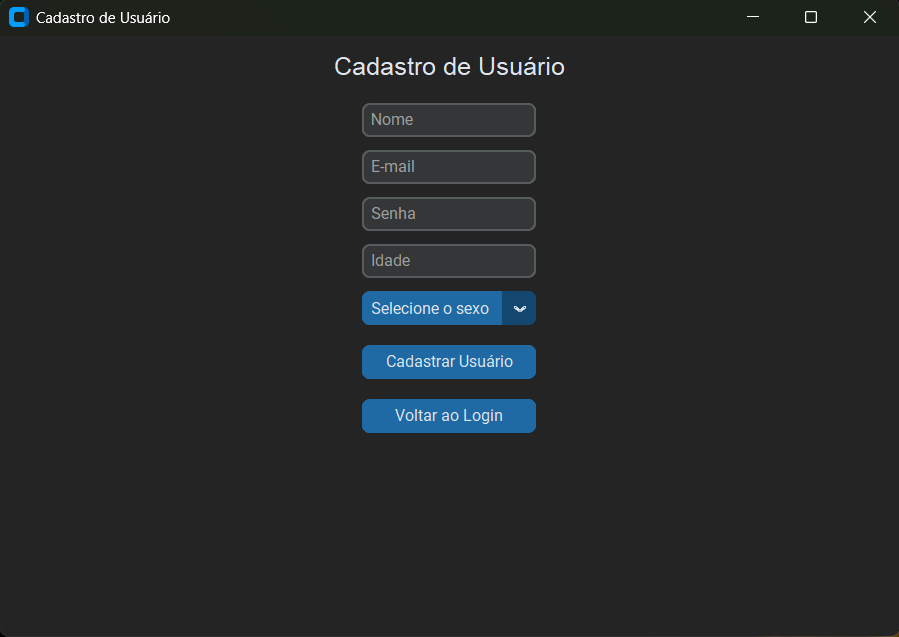 Cadastro de Usuário
Cadastro de Usuário
Nome
E-mail
Senha
Idade
Selecione o sexo
Cadastrar Usuário
Voltar ao Login